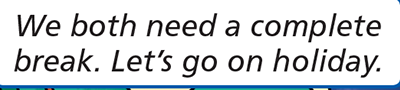 We both need a complete
break. Let's go on holiday.